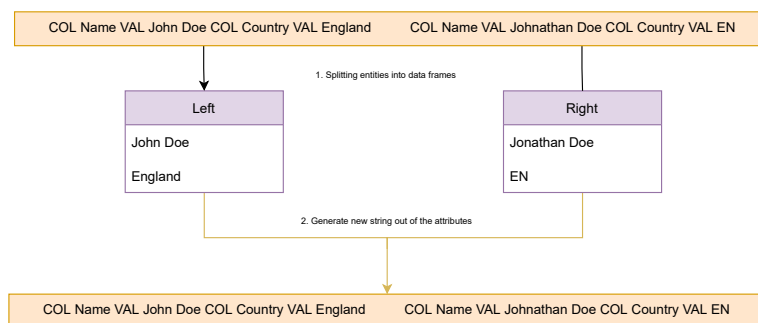 COL Name VAL John Doe COL Country VAL England COL Name VAL Johnathan Doe COL Country VAL EN
1. Splitting entities into data frames
Left
John Doe
England
Right
Jonathan Doe
EN
2. Generate new string out of the attributes
COL Name VAL John Doe COL Country VAL England COL Name VAL Johnathan Doe COL Country VAL EN